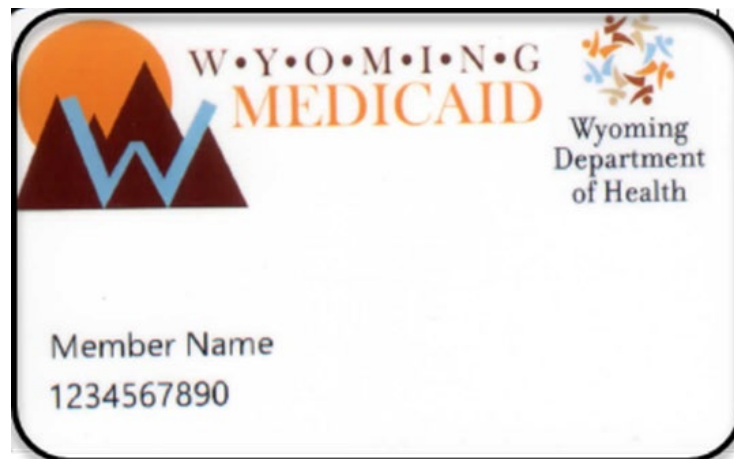 W•Y•O•M•I•N•G
MEDICAID
Wyoming
Department
of Health
Member Name
1234567890